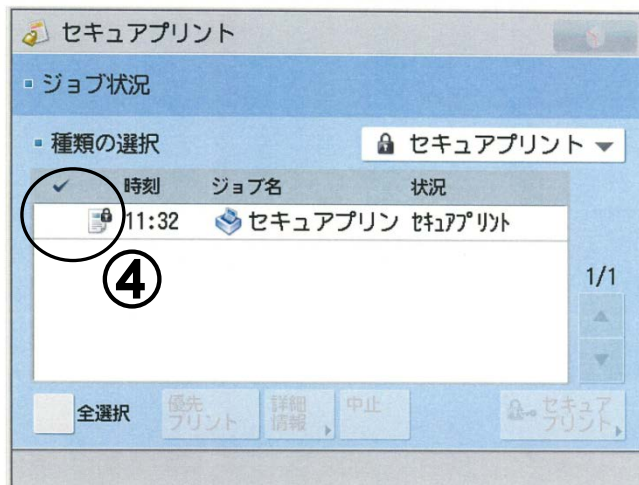 セキュアプリント
ジョブ状況
種類の選択
セキュアプリント
時刻 ジョブ名 状況
11:32 セキュアプリン ｾｷｭｱﾌﾟﾘﾝﾄ
④
1/1
全選択
優先
プリント
詳細
情報
中止
セキュア
プリント